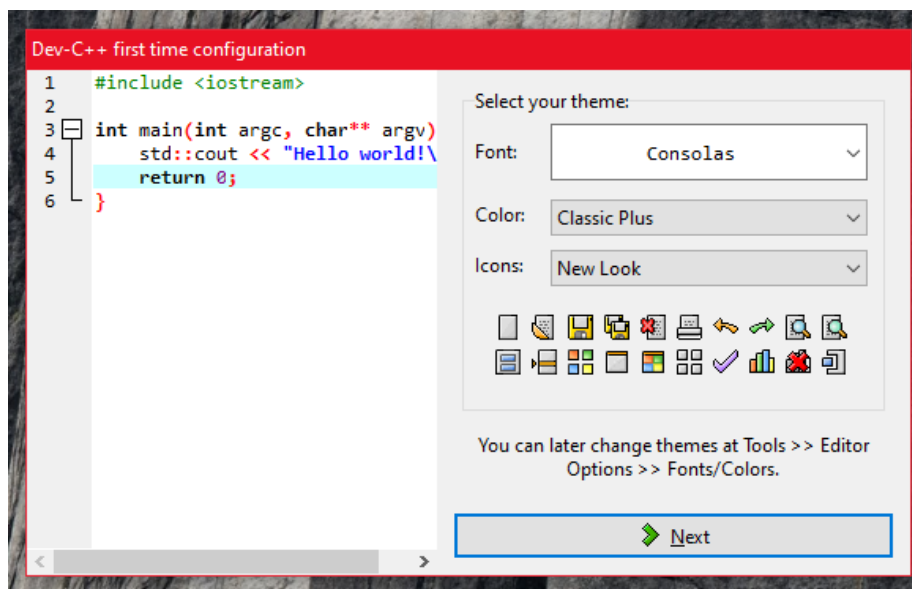 Dev-C++ first time configuration
1 #include <iostream>
2
3 int main(int argc, char** argv)
4 std::cout << "Hello world!\
5 return 0;
6 }
Select your theme:
Font: Consolas
Color: Classic Plus
Icons: New Look
You can later change themes at Tools >> Editor
Options >> Fonts/Colors.
Next